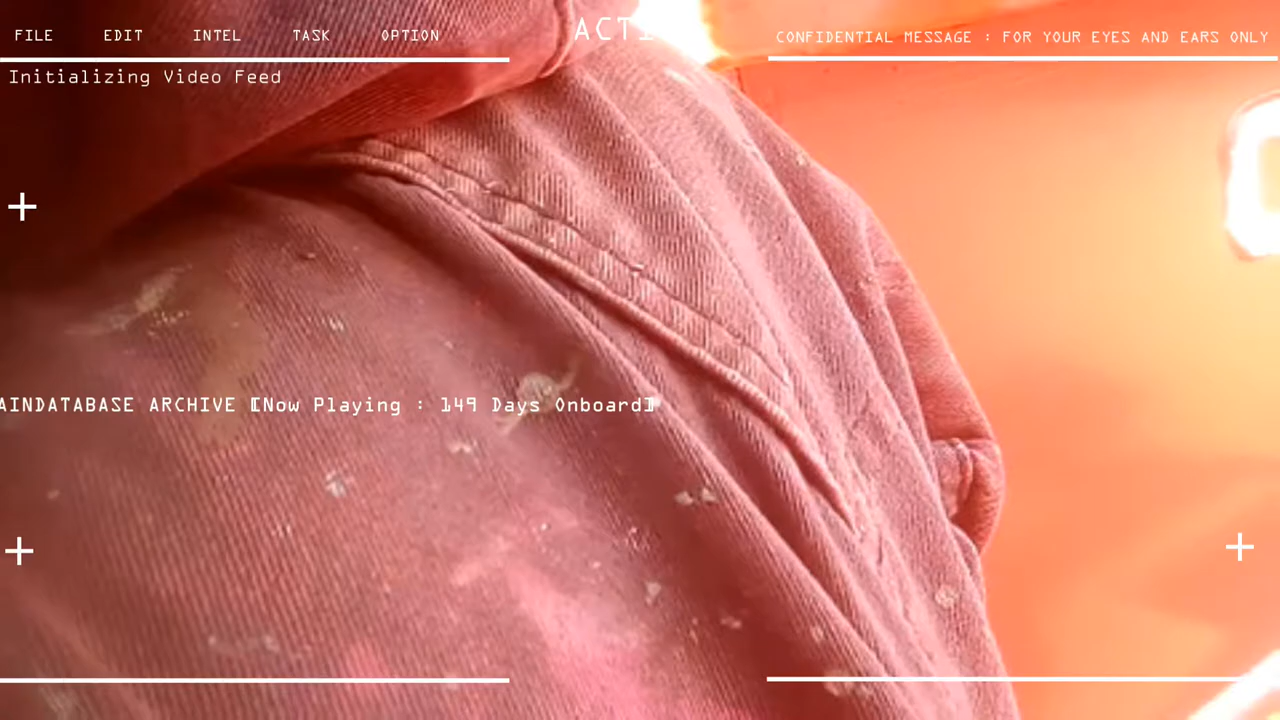 FILE EDIT INTEL TASK OPTION
ACTI
CONFIDENTIAL MESSAGE : FOR YOUR EYES AND EARS ONLY
Initializing Video Feed
AINDATABASE ARCHIVE [Now Playing : 149 Days Onboard]